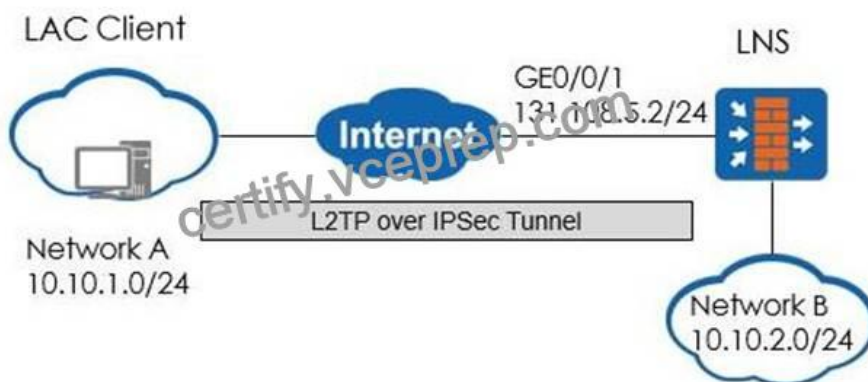 LAC Client
LNS
GE0/0/1
131.108.5.2/24
Internet
certify.vceprep.com
L2TP over IPSec Tunnel
Network A
10.10.1.0/24
Network B
10.10.2.0/24